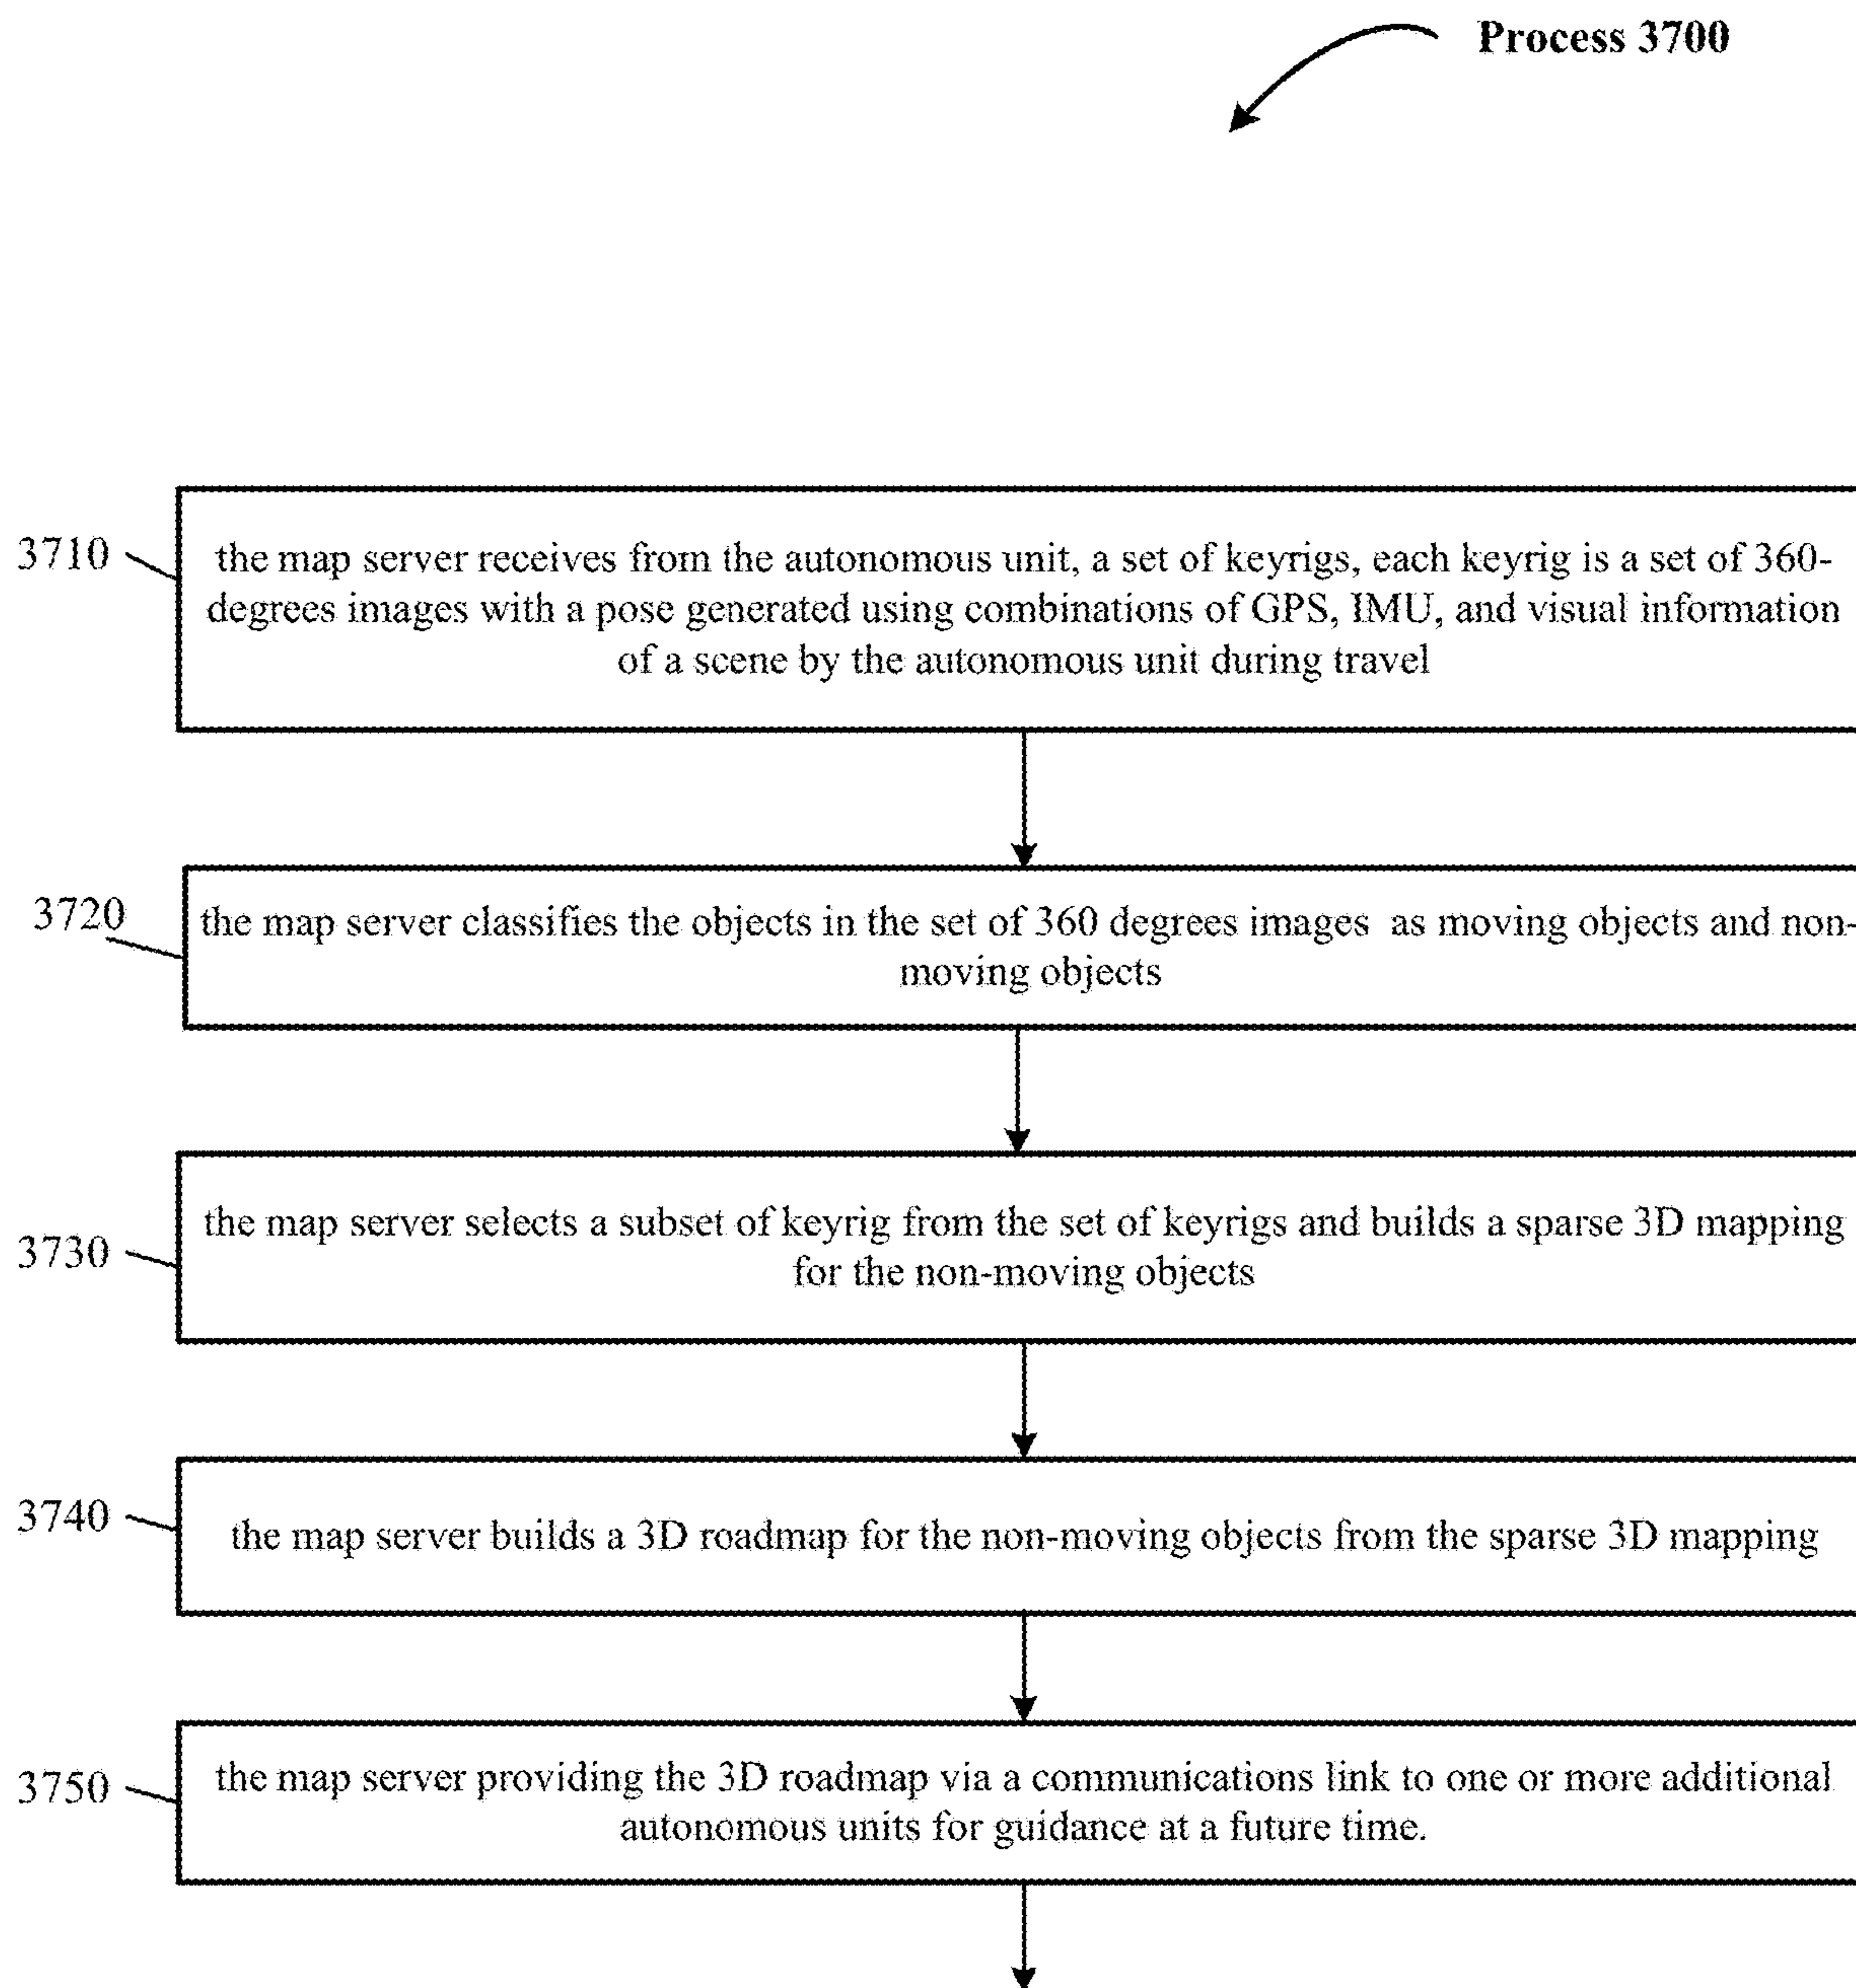 Process 3700
3710
the map server receives from the autonomous unit, a set of keyrigs, each keyrig is a set of 360-
degrees images with a pose generated using combinations of GPS, IMU, and visual information
of a scene by the autonomous unit during travel
3720
the map server classifies the objects in the set of 360 degrees images as moving objects and non-
moving objects
3730
the map server selects a subset of keyrig from the set of keyrigs and builds a sparse 3D mapping
for the non-moving objects
3740
the map server builds a 3D roadmap for the non-moving objects from the sparse 3D mapping
3750
the map server providing the 3D roadmap via a communications link to one or more additional
autonomous units for guidance at a future time.